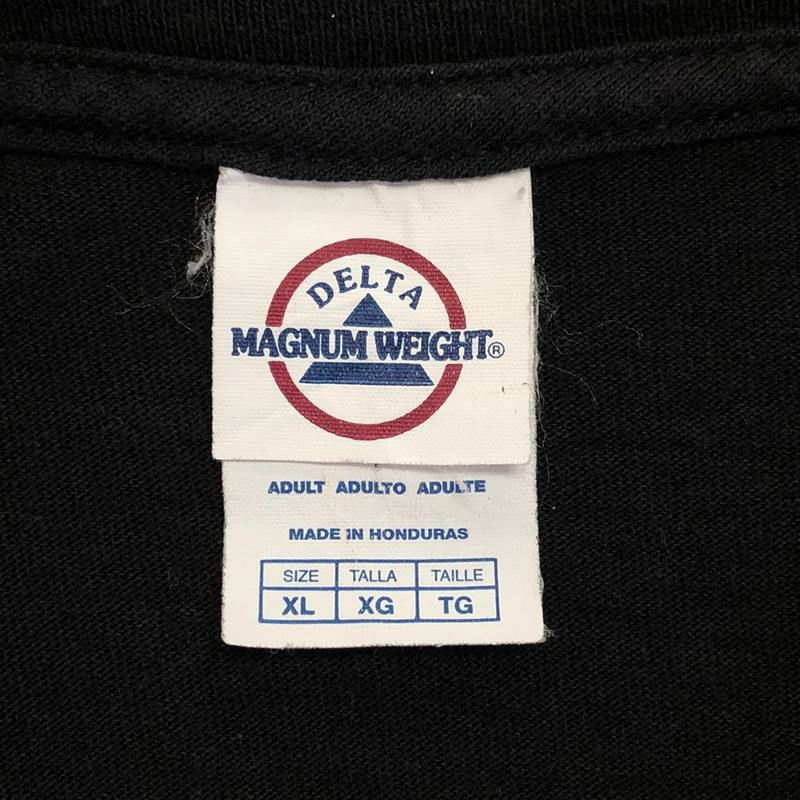 DELTA
MAGNUM WEIGHT®
ADULT ADULTO ADULTE
MADE IN HONDURAS
SIZE TALLA TAILLE
XL XG TG